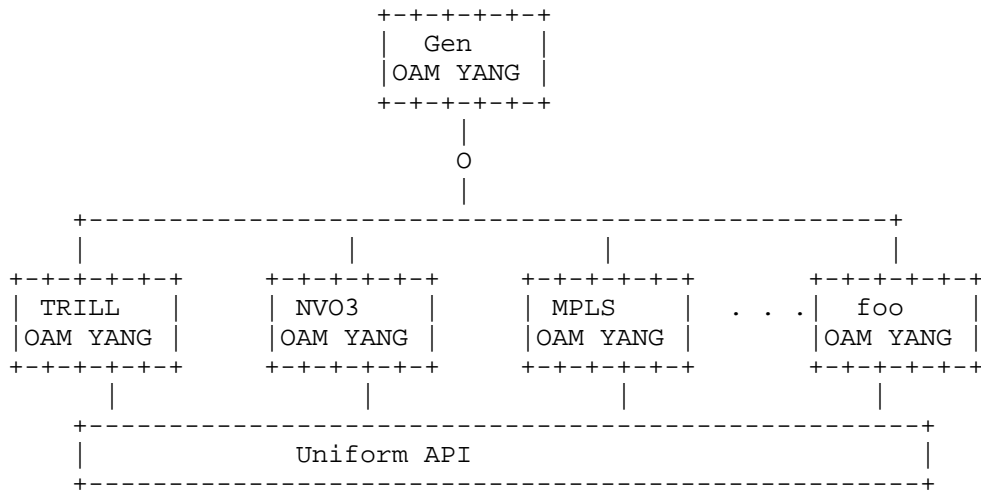 Gen
OAM YANG
O
TRILL NVO3 MPLS . . . foo
OAM YANG OAM YANG OAM YANG OAM YANG
Uniform API